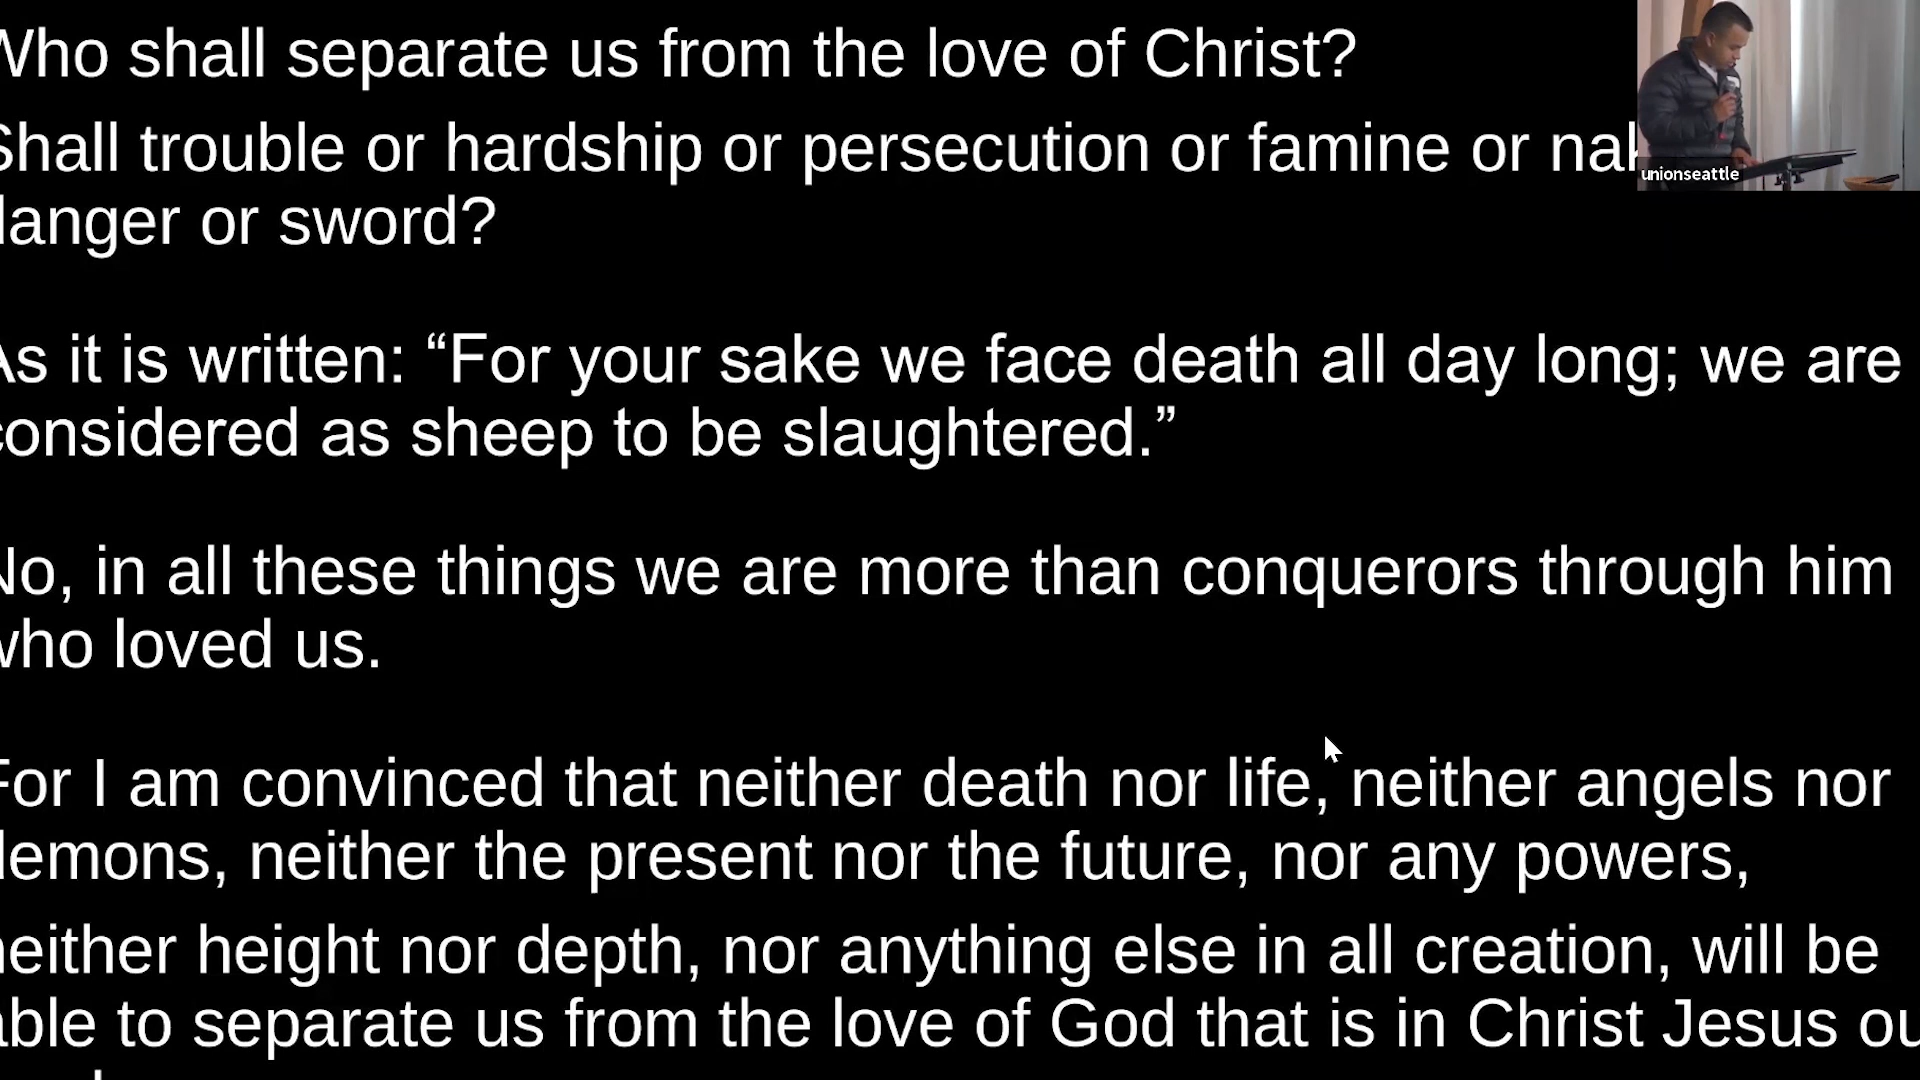 Who shall separate us from the love of Christ?
Shall trouble or hardship or persecution or famine or nak
unionseattle
danger or sword?
As it is written: “For your sake we face death all day long; we are
considered as sheep to be slaughtered.”
No, in all these things we are more than conquerors through him
who loved us.
For I am convinced that neither death nor life, neither angels nor
demons, neither the present nor the future, nor any powers,
neither height nor depth, nor anything else in all creation, will be
able to separate us from the love of God that is in Christ Jesus ou